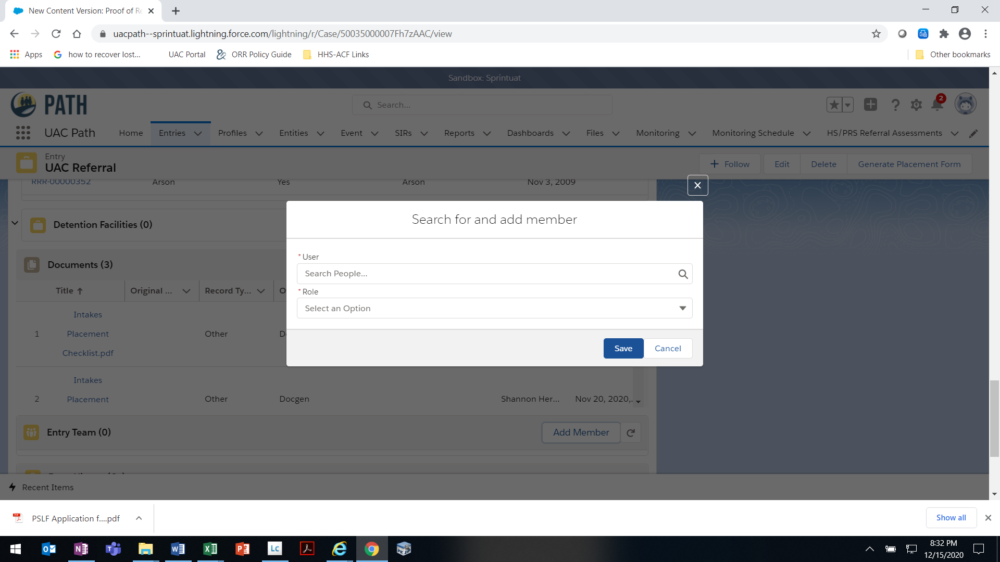 New Content Version: Proof of Re
uacpath--sprintuat.lightning.force.com/lightning/r/Case/50035000007Fh7zAAC/view
Apps how to recover lost... UAC Portal ORR Policy Guide HHS-ACF Links Other bookmarks
Sandbox: Sprintuat
PATH Search... 2
UAC Path Home Entries Profiles Entities Event SIRs Reports Dashboards Files Monitoring Monitoring Schedule HS/PRS Referral Assessments
Entry
UAC Referral Follow Edit Delete Generate Placement Form
RRR-00000352 Arson Yes Arson Nov 3, 2009
Search for and add member
Detention Facilities (0)
* User
Search People...
* Role
Select an Option
Save Cancel
Documents (3)
Title Original ... Record Ty... O
Intakes
1 Placement Other D
Checklist.pdf
Intakes
2 Placement Other Docgen Shannon Her... Nov 20, 2020,.
Entry Team (0) Add Member
Recent Items
PSLF Application f....pdf Show all
8:32 PM
12/15/2020